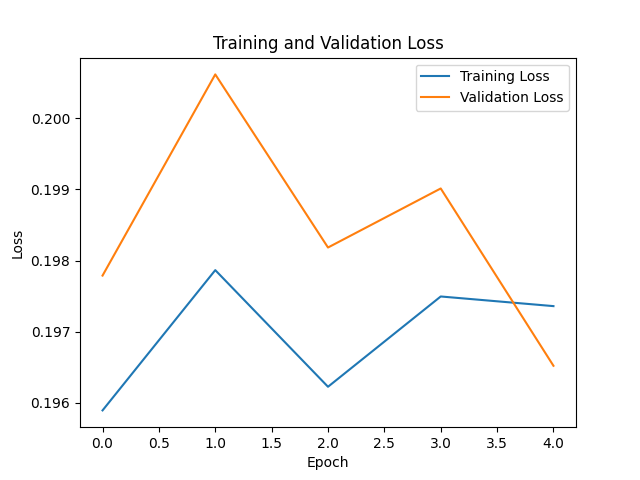 Training and Validation Loss
Training Loss
Validation Loss
0.200
0.199
0.198
0.197
0.196
Loss
0.0 0.5 1.0 1.5 2.0 2.5 3.0 3.5 4.0
Epoch